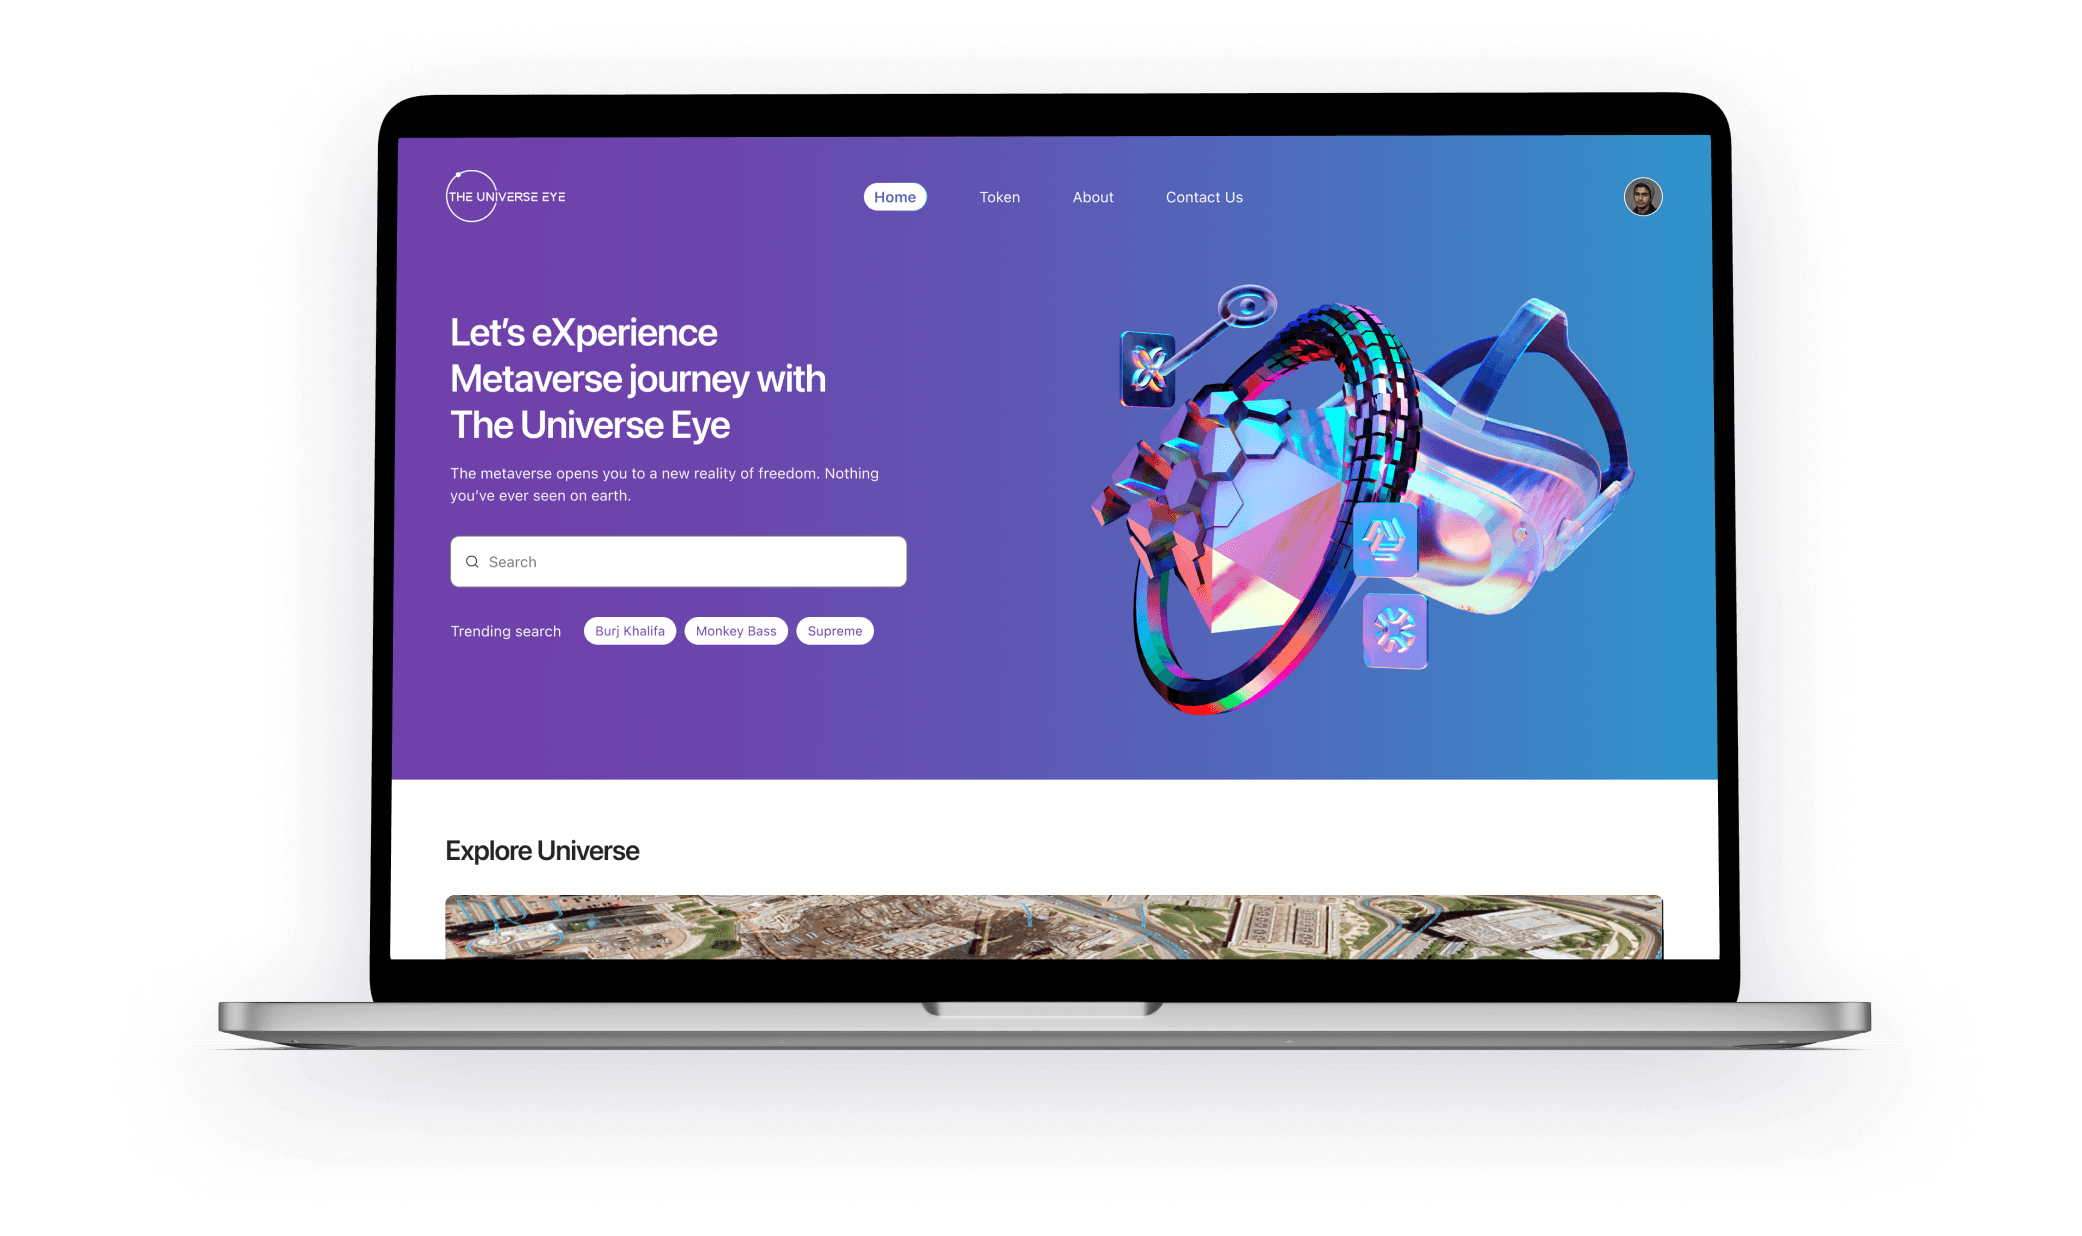 THE UNIVERSE EYE
Home Token About Contact Us
Let’s eXperience
Metaverse journey with
The Universe Eye
The metaverse opens you to a new reality of freedom. Nothing
you’ve ever seen on earth.
Search
Trending search Burj Khalifa Monkey Bass Supreme
Explore Universe